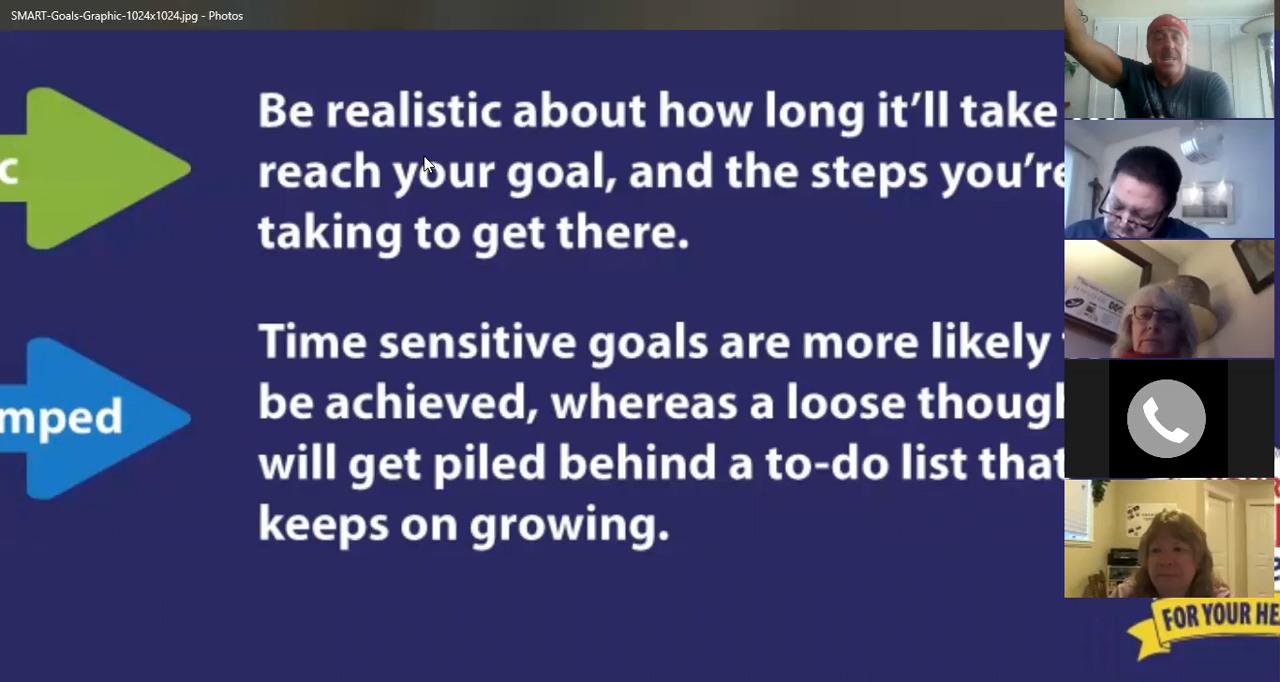 SMART-Goals-Graphic-1024x1024.jpg - Photos
Be realistic about how long it’ll take
c
reach your goal, and the steps you’re
taking to get there.
Time sensitive goals are more likely
mped
be achieved, whereas a loose though
will get piled behind a to-do list that
keeps on growing.
FOR YOUR HE